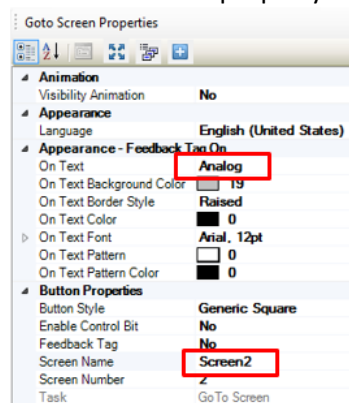 Goto Screen Properties
Animation
Visibility Animation No
Appearance
Language English (United States)
Appearance - Feedback Tag On
On Text Analog
On Text Background Color 19
On Text Border Style Raised
On Text Color 0
On Text Font Arial, 12pt
On Text Pattern 0
On Text Pattern Color 0
Button Properties
Button Style Generic Square
Enable Control Bit No
Feedback Tag No
Screen Name Screen2
Screen Number 2
Task GoTo Screen